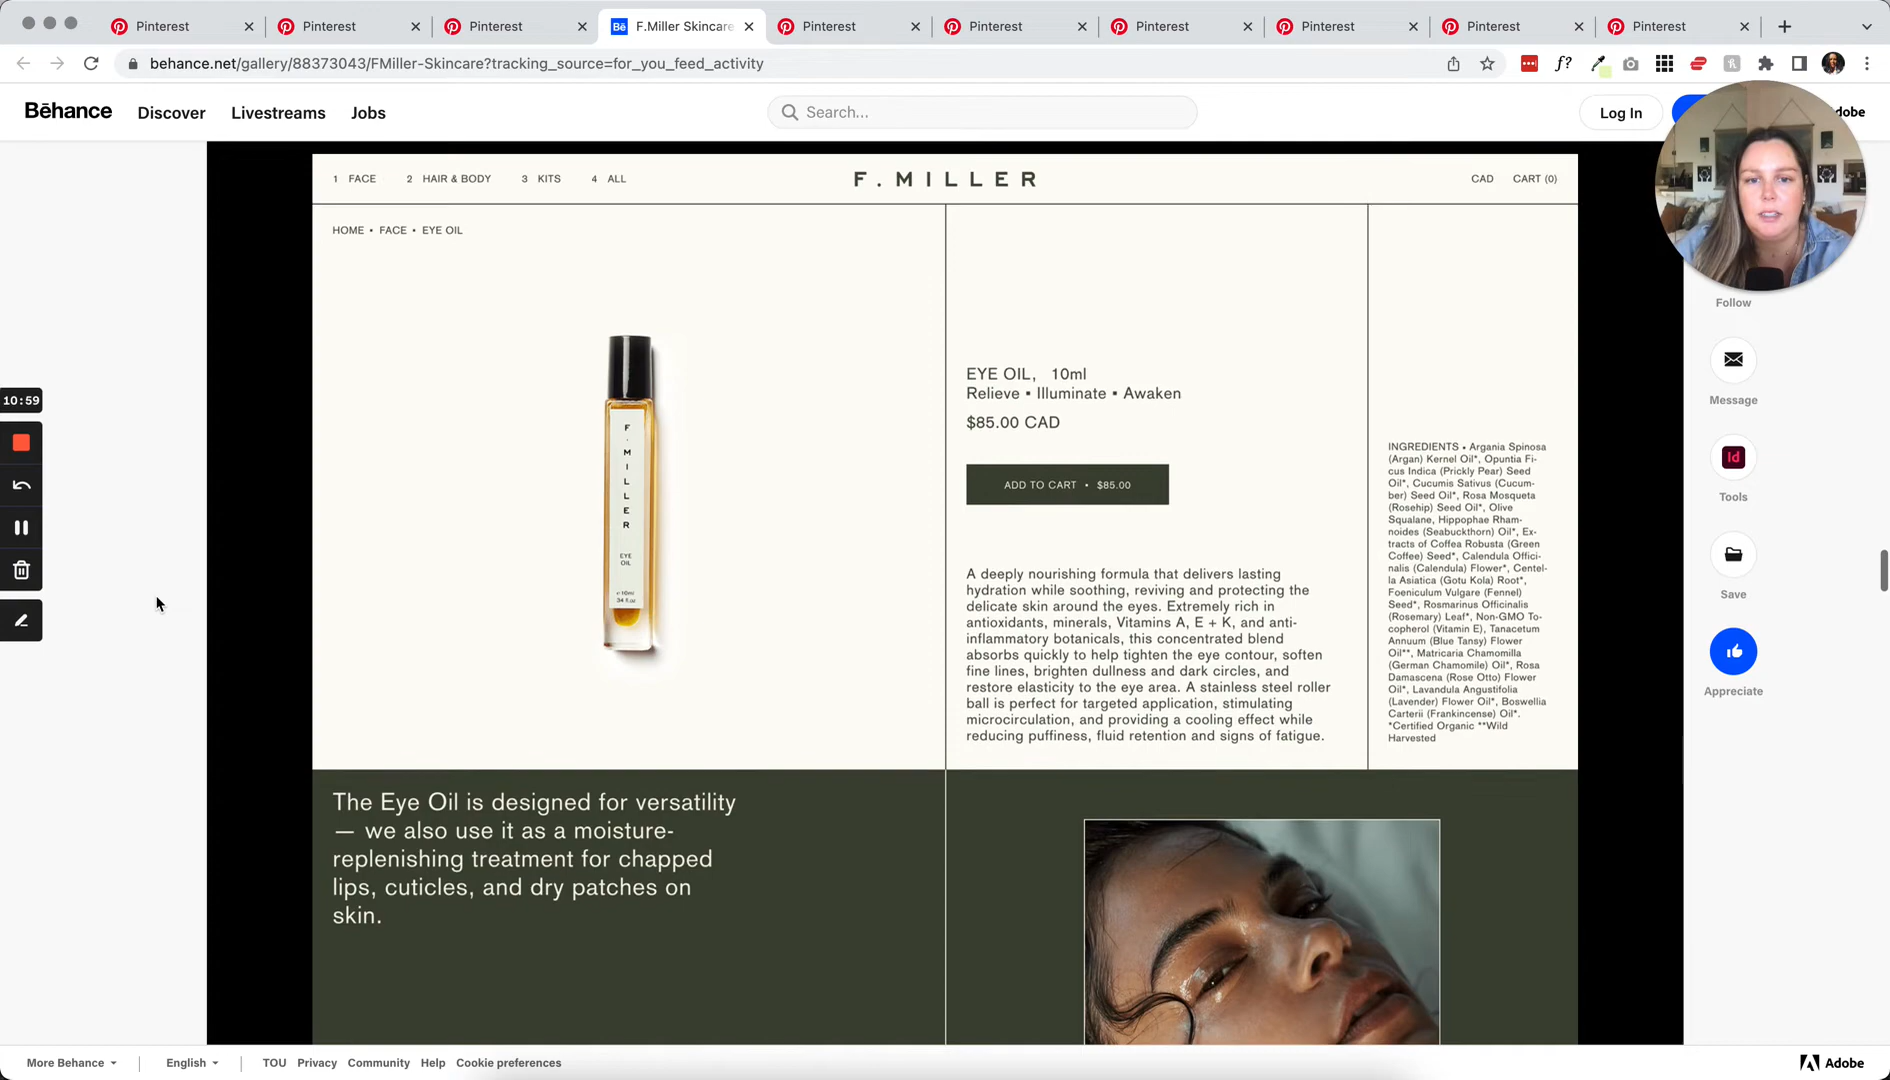 Pinterest
Pinterest
Pinterest
Bē
F.Miller Skincare
Pinterest
Pinterest
Pinterest
Pinterest
Pinterest
Pinterest
behance.net/gallery/88373043/FMiller-Skincare?tracking_source=for_you_feed_activity
f?
Bēhance
Discover
Livestreams
Jobs
Search...
Log In
dobe
1 FACE
2 HAIR & BODY
3 KITS
4 ALL
F.MILLER
CAD
CART (0)
HOME • FACE • EYE OIL
F.MILLER
EYE
OIL
EYE OIL, 10ml
Relieve ▪ Illuminate ▪ Awaken
$85.00 CAD
ADD TO CART • $85.00
A deeply nourishing formula that delivers lasting
hydration while soothing, reviving and protecting the
delicate skin around the eyes. Extremely rich in
antioxidants, minerals, Vitamins A, E + K, and anti-
inflammatory botanicals, this concentrated blend
absorbs quickly to help tighten the eye contour, soften
fine lines, brighten dullness and dark circles, and
restore elasticity to the eye area. A stainless steel roller
ball is perfect for targeted application, stimulating
microcirculation, and providing a cooling effect while
reducing puffiness, fluid retention and signs of fatigue.
INGREDIENTS • Argania Spinosa
(Argan) Kernel Oil*, Opuntia Fi-
cus Indica (Prickly Pear) Seed
Oil*, Cucumis Sativus (Cucum-
ber) Seed Oil*, Rosa Mosqueta
(Rosehip) Seed Oil*, Olive
Squalane, Hippophae Rham-
noides (Seabuckthorn) Oil*, Ex-
tracts of Coffea Robusta (Green
Coffee) Seed*, Calendula Offici-
nalis (Calendula) Flower*, Centel-
la Asiatica (Gotu Kola) Root*,
Foeniculum Vulgare (Fennel)
Seed*, Rosmarinus Officinalis
(Rosemary) Leaf*, Non-GMO To-
copherol (Vitamin E), Tanacetum
Annuum (Blue Tansy) Flower
Oil**, Matricaria Chamomilla
(German Chamomile) Oil*, Rosa
Damascena (Rose Otto) Flower
Oil*, Lavandula Angustifolia
(Lavender) Flower Oil*, Boswellia
Carterii (Frankincense) Oil*.
*Certified Organic **Wild
Harvested
The Eye Oil is designed for versatility
— we also use it as a moisture-
replenishing treatment for chapped
lips, cuticles, and dry patches on
skin.
10:59
Follow
Message
Id
Tools
Save
Appreciate
More Behance
English
TOU
Privacy
Community
Help
Cookie preferences
Adobe